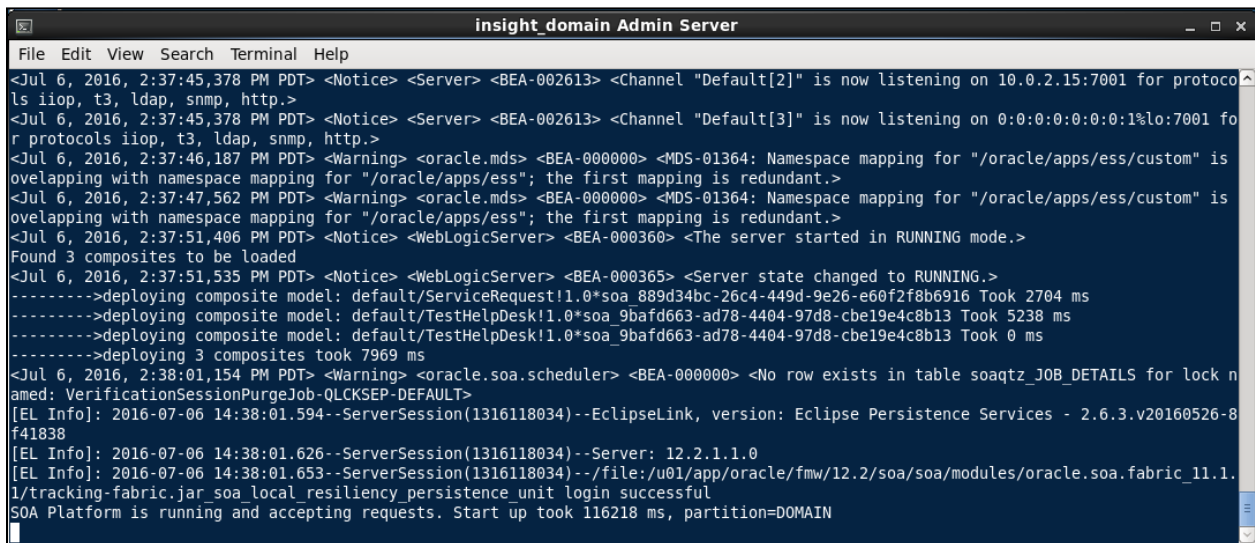 insight_domain Admin Server
File Edit View Search Terminal Help
<Jul 6, 2016, 2:37:45,378 PM PDT> <Notice> <Server> <BEA-002613> <Channel "Default[2]" is now listening on 10.0.2.15:7001 for protoco
ls iiop, t3, ldap, snmp, http.>
<Jul 6, 2016, 2:37:45,378 PM PDT> <Notice> <Server> <BEA-002613> <Channel "Default[3]" is now listening on 0:0:0:0:0:0:0:1%lo:7001 fo
r protocols iiop, t3, ldap, snmp, http.>
<Jul 6, 2016, 2:37:46,187 PM PDT> <Warning> <oracle.mds> <BEA-000000> <MDS-01364: Namespace mapping for "/oracle/apps/ess/custom" is
ovelapping with namespace mapping for "/oracle/apps/ess"; the first mapping is redundant.>
<Jul 6, 2016, 2:37:47,562 PM PDT> <Warning> <oracle.mds> <BEA-000000> <MDS-01364: Namespace mapping for "/oracle/apps/ess/custom" is
ovelapping with namespace mapping for "/oracle/apps/ess"; the first mapping is redundant.>
<Jul 6, 2016, 2:37:51,406 PM PDT> <Notice> <WebLogicServer> <BEA-000360> <The server started in RUNNING mode.>
Found 3 composites to be loaded
<Jul 6, 2016, 2:37:51,535 PM PDT> <Notice> <WebLogicServer> <BEA-000365> <Server state changed to RUNNING.>
--------->deploying composite model: default/ServiceRequest!1.0*soa_889d34bc-26c4-449d-9e26-e60f2f8b6916 Took 2704 ms
--------->deploying composite model: default/TestHelpDesk!1.0*soa_9bafd663-ad78-4404-97d8-cbe19e4c8b13 Took 5238 ms
--------->deploying composite model: default/TestHelpDesk!1.0*soa_9bafd663-ad78-4404-97d8-cbe19e4c8b13 Took 0 ms
--------->deploying 3 composites took 7969 ms
<Jul 6, 2016, 2:38:01,154 PM PDT> <Warning> <oracle.soa.scheduler> <BEA-000000> <No row exists in table soaqtz_JOB_DETAILS for lock n
amed: VerificationSessionPurgeJob-QLCKSEP-DEFAULT>
[EL Info]: 2016-07-06 14:38:01.594--ServerSession(1316118034)--EclipseLink, version: Eclipse Persistence Services - 2.6.3.v20160526-8
f41838
[EL Info]: 2016-07-06 14:38:01.626--ServerSession(1316118034)--Server: 12.2.1.1.0
[EL Info]: 2016-07-06 14:38:01.653--ServerSession(1316118034)--/file:/u01/app/oracle/fmw/12.2/soa/soa/modules/oracle.soa.fabric_11.1.
1/tracking-fabric.jar_soa_local_resiliency_persistence_unit login successful
SOA Platform is running and accepting requests. Start up took 116218 ms, partition=DOMAIN